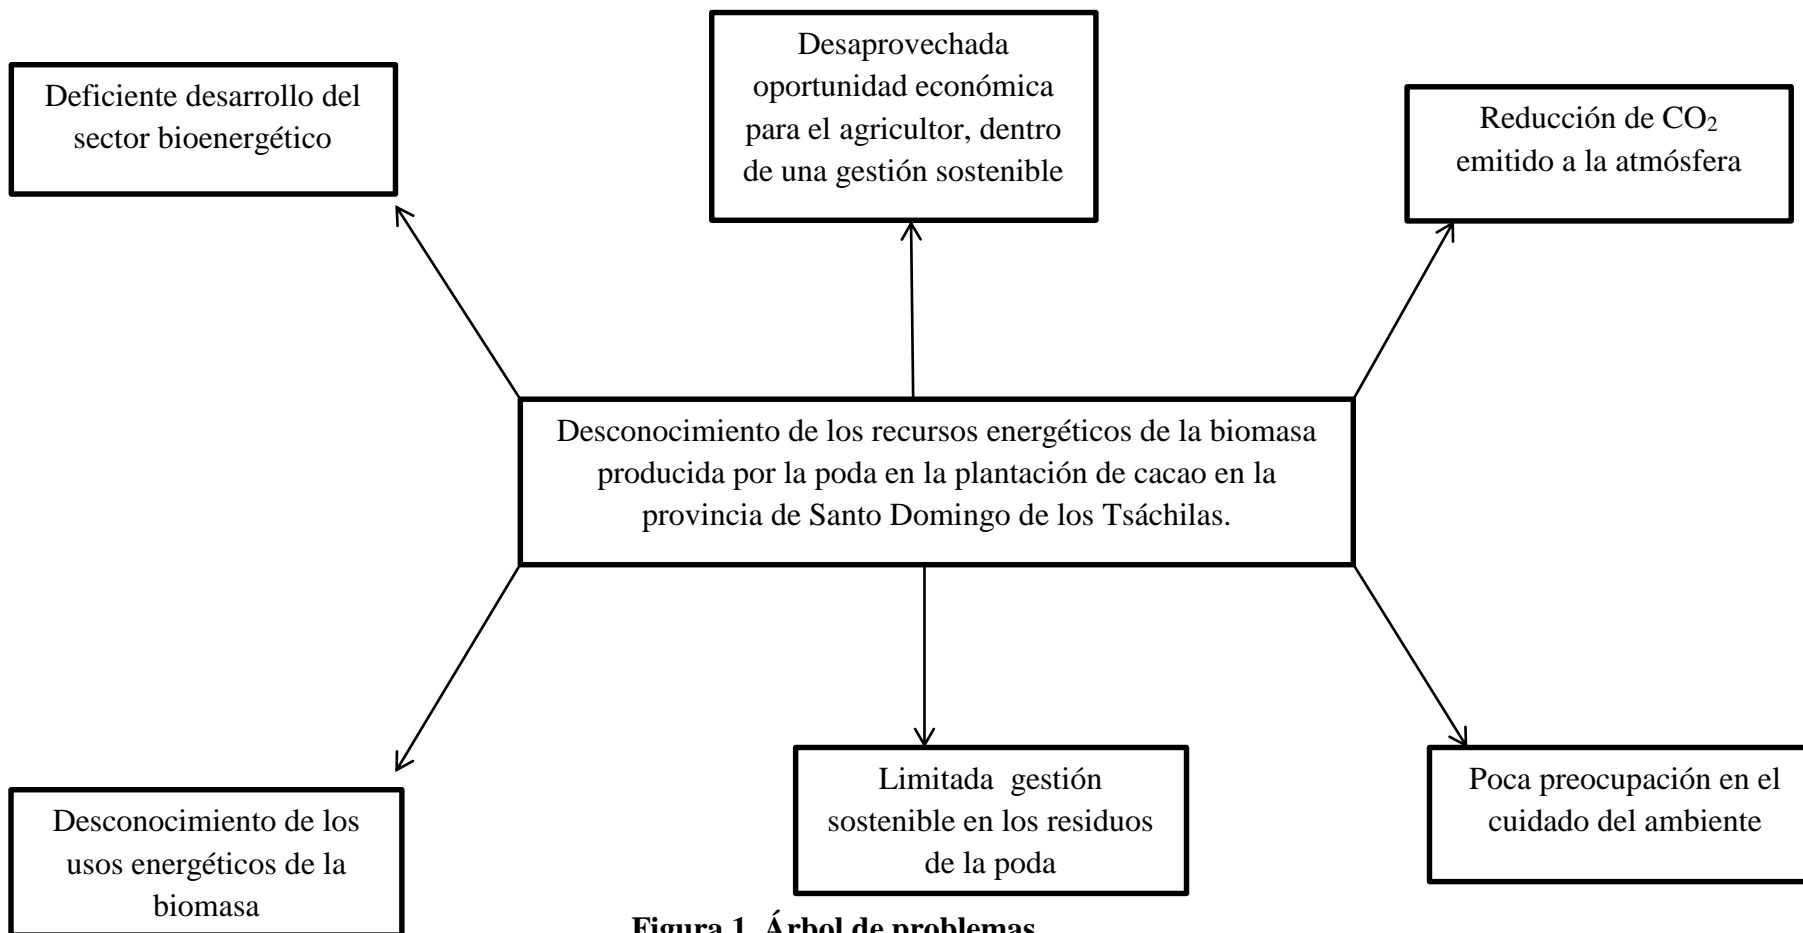 Deficiente desarrollo del
sector bioenergético
Desaprovechada
oportunidad económica
para el agricultor, dentro
de una gestión sostenible
Reducción de CO₂
emitido a la atmósfera
Desconocimiento de los recursos energéticos de la biomasa
producida por la poda en la plantación de cacao en la
provincia de Santo Domingo de los Tsáchilas.
Desconocimiento de los
usos energéticos de la
biomasa
Limitada  gestión
sostenible en los residuos
de la poda
Poca preocupación en el
cuidado del ambiente
Figura 1. Árbol de problemas